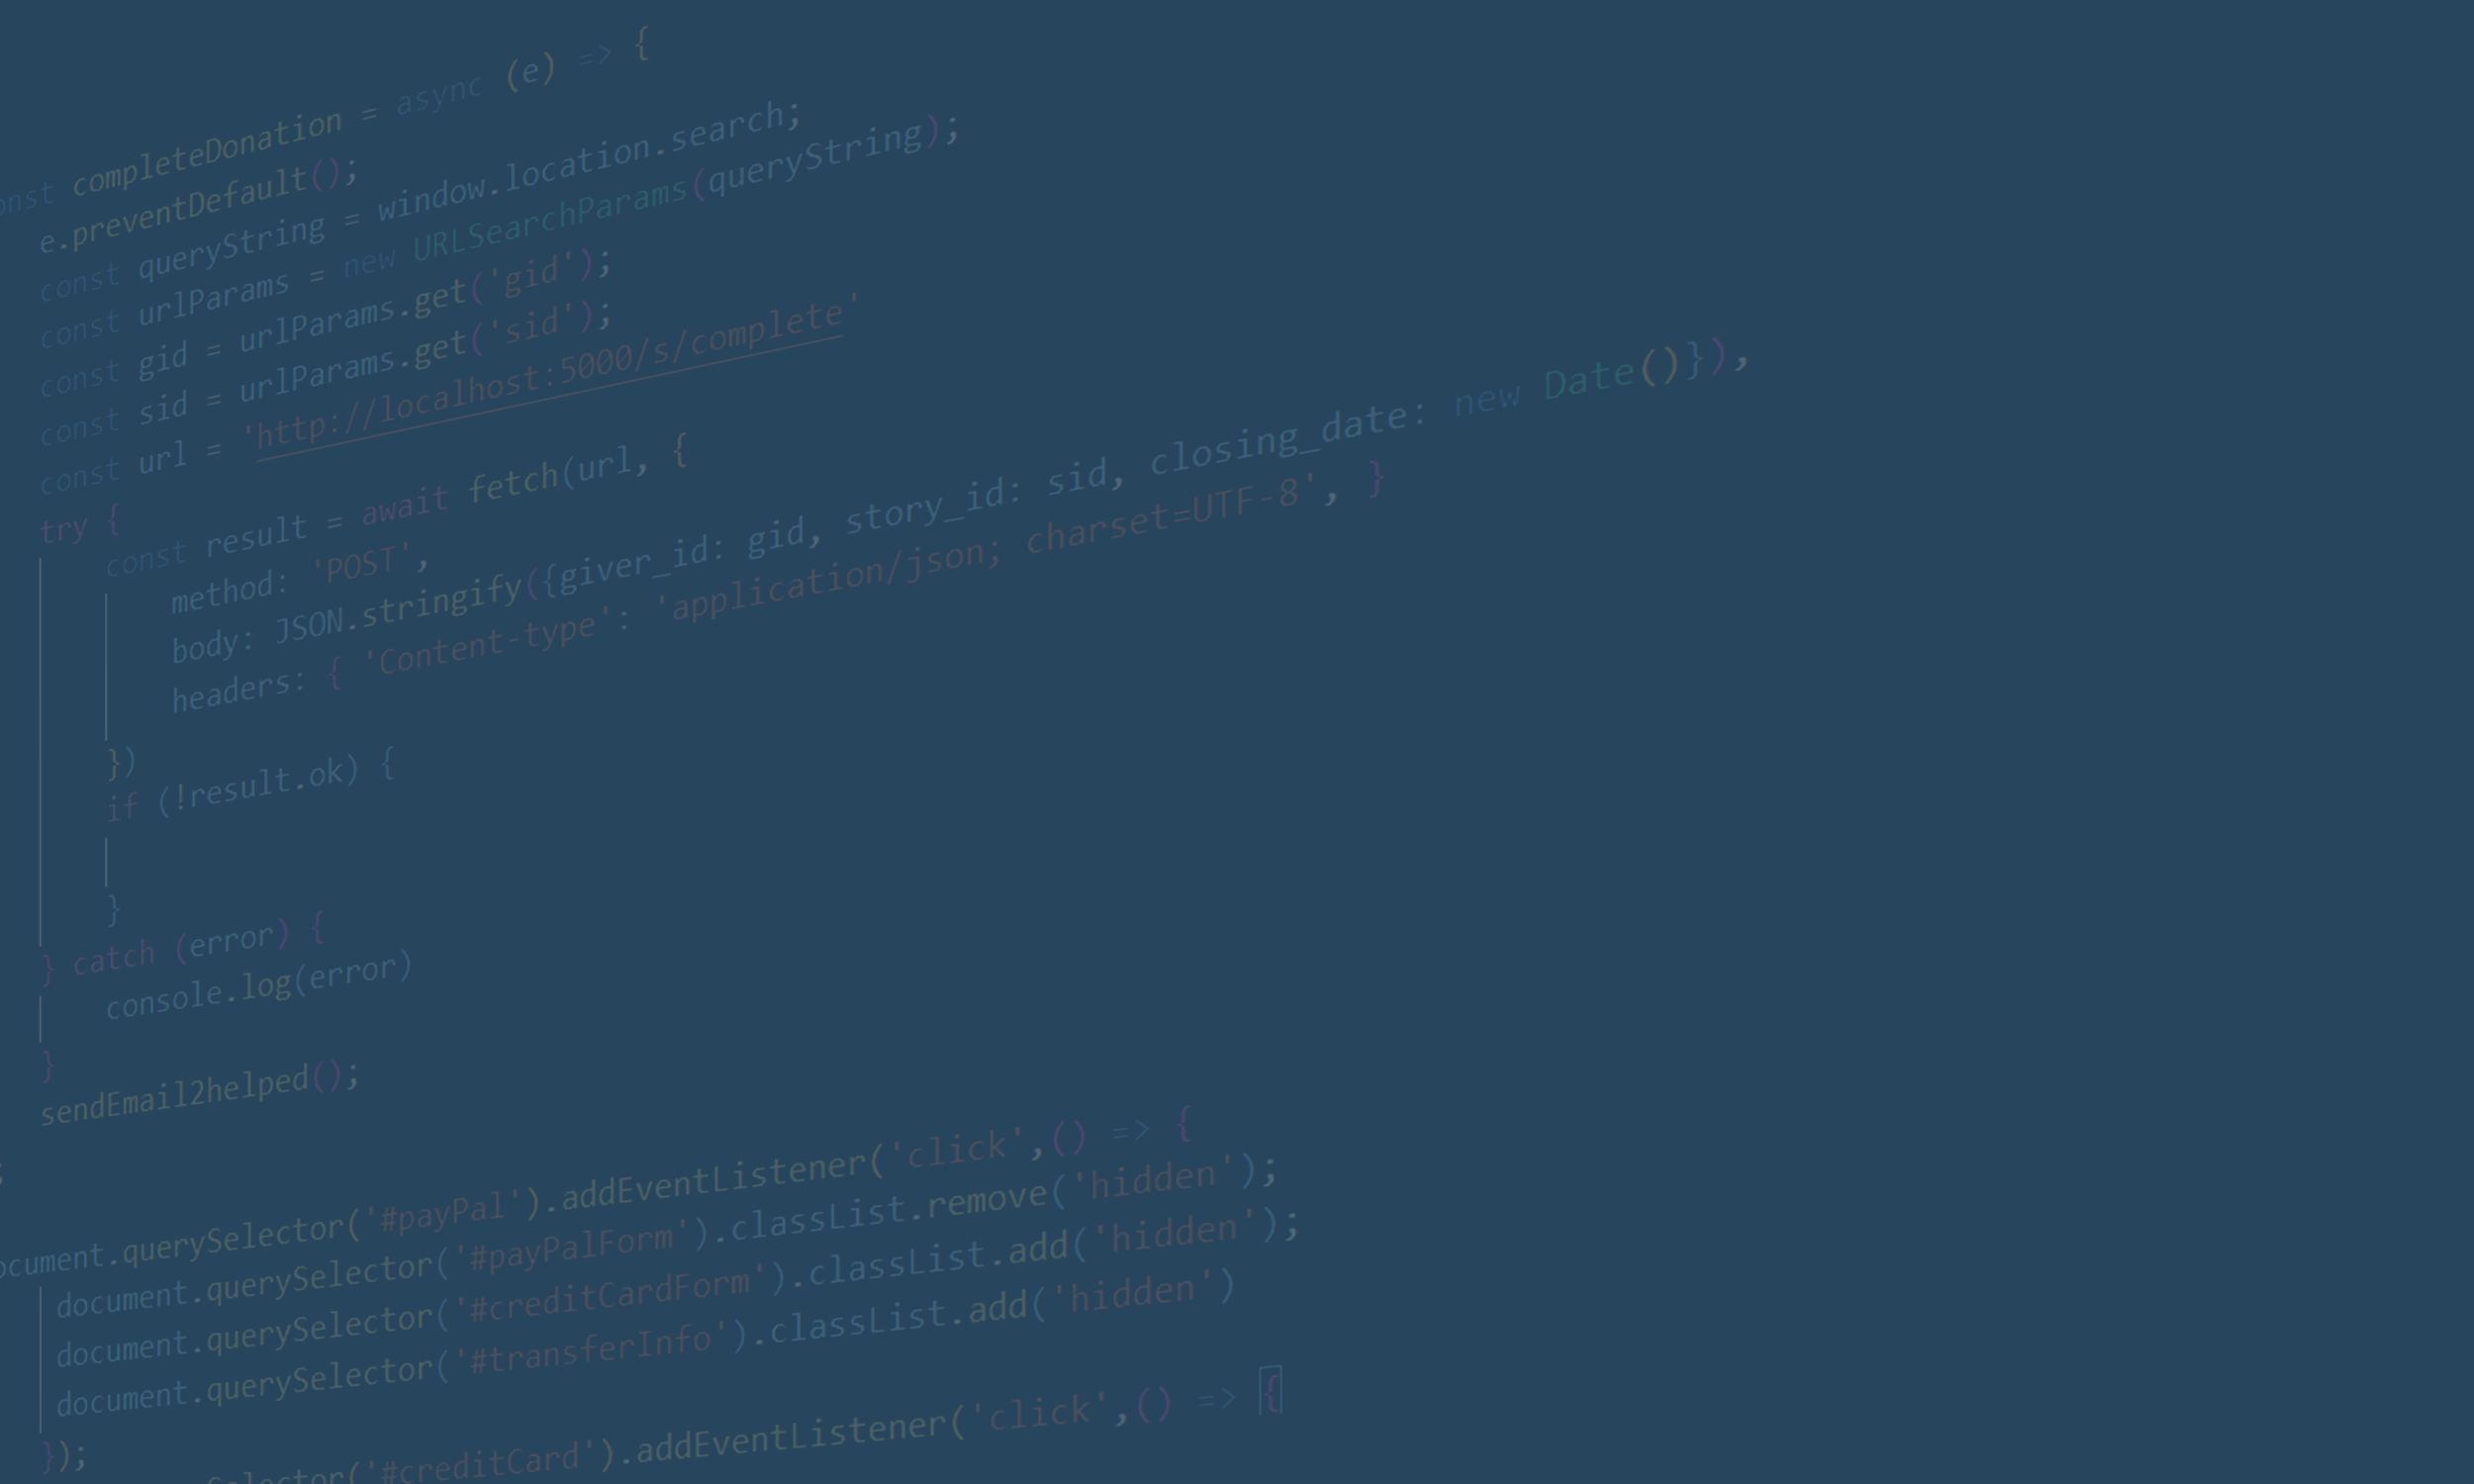 onst completeDonation = async (e) => {
e.preventDefault();
const queryString = window.location.search;
const urlParams = new URLSearchParams(queryString);
const gid = urlParams.get('gid');
const sid = urlParams.get('sid');
const url = 'http://localhost:5000/s/complete'
try {
const result = await fetch(url, {
method: 'POST',
body: JSON.stringify({giver_id: gid, story_id: sid, closing_date: new Date()}),
headers: { 'Content-type': 'application/json; charset=UTF-8', }
})
if (!result.ok) {
}
} catch (error) {
console.log(error)
}
sendEmail2helped();
;
ocument.querySelector('#payPal').addEventListener('click',() => {
document.querySelector('#payPalForm').classList.remove('hidden');
document.querySelector('#creditCardForm').classList.add('hidden');
document.querySelector('#transferInfo').classList.add('hidden')
});
Selector('#creditCard').addEventListener('click',() => {